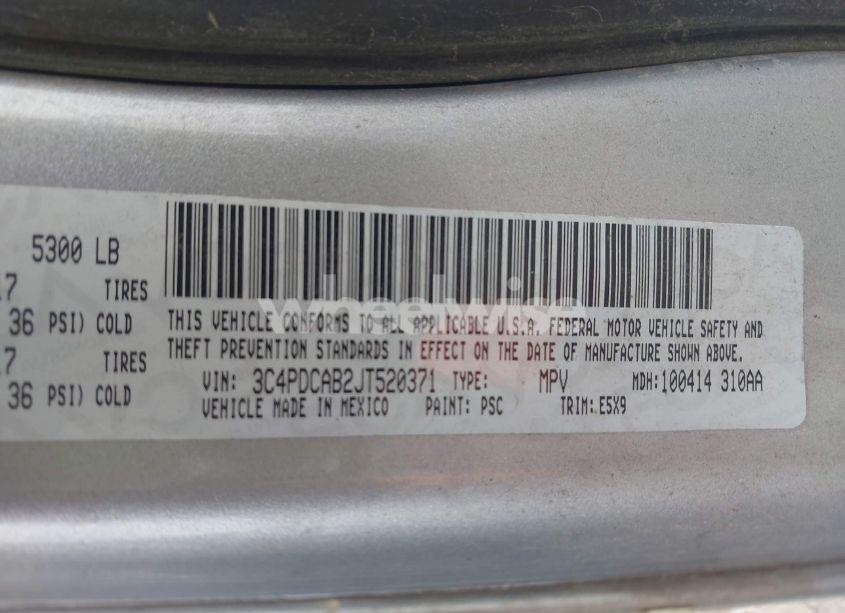 5300 LB
TIRES
36 PSI) COLD
TIRES
36 PSI) COLD
THIS VEHICLE CONFORMS TO ALL APPLICABLE U.S.A. FEDERAL MOTOR VEHICLE SAFETY AND
THEFT PREVENTION STANDARDS IN EFFECT ON THE DATE OF MANUFACTURE SHOWN ABOVE.
VIN: 3C4PDCAB2JT520371 TYPE: MPV MDH:100414 310AA
VEHICLE MADE IN MEXICO PAINT: PSC TRIM: E5X9
wheelwise